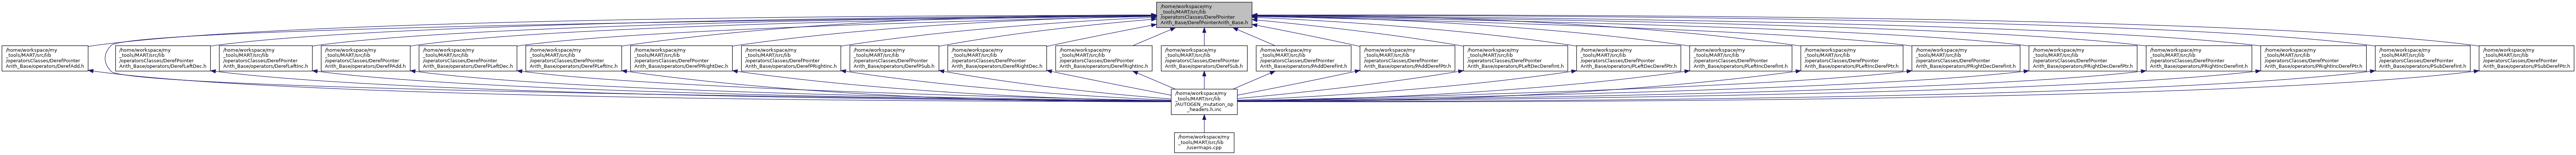 /home/workspace/my
_tools/MART/src/lib
/operatorsClasses/DerefPointer
Arith_Base/DerefPointerArith_Base.h
/home/workspace/my
_tools/MART/src/lib
/operatorsClasses/DerefPointer
Arith_Base/operators/DerefAdd.h
/home/workspace/my
_tools/MART/src/lib
/operatorsClasses/DerefPointer
Arith_Base/operators/DerefLeftDec.h
/home/workspace/my
_tools/MART/src/lib
/operatorsClasses/DerefPointer
Arith_Base/operators/DerefLeftInc.h
/home/workspace/my
_tools/MART/src/lib
/operatorsClasses/DerefPointer
Arith_Base/operators/DerefPAdd.h
/home/workspace/my
_tools/MART/src/lib
/operatorsClasses/DerefPointer
Arith_Base/operators/DerefPLeftDec.h
/home/workspace/my
_tools/MART/src/lib
/operatorsClasses/DerefPointer
Arith_Base/operators/DerefPLeftInc.h
/home/workspace/my
_tools/MART/src/lib
/operatorsClasses/DerefPointer
Arith_Base/operators/DerefPRightDec.h
/home/workspace/my
_tools/MART/src/lib
/operatorsClasses/DerefPointer
Arith_Base/operators/DerefPRightInc.h
/home/workspace/my
_tools/MART/src/lib
/operatorsClasses/DerefPointer
Arith_Base/operators/DerefPSub.h
/home/workspace/my
_tools/MART/src/lib
/operatorsClasses/DerefPointer
Arith_Base/operators/DerefRightDec.h
/home/workspace/my
_tools/MART/src/lib
/operatorsClasses/DerefPointer
Arith_Base/operators/DerefRightInc.h
/home/workspace/my
_tools/MART/src/lib
/operatorsClasses/DerefPointer
Arith_Base/operators/DerefSub.h
/home/workspace/my
_tools/MART/src/lib
/operatorsClasses/DerefPointer
Arith_Base/operators/PAddDerefInt.h
/home/workspace/my
_tools/MART/src/lib
/operatorsClasses/DerefPointer
Arith_Base/operators/PAddDerefPtr.h
/home/workspace/my
_tools/MART/src/lib
/operatorsClasses/DerefPointer
Arith_Base/operators/PLeftDecDerefInt.h
/home/workspace/my
_tools/MART/src/lib
/operatorsClasses/DerefPointer
Arith_Base/operators/PLeftDecDerefPtr.h
/home/workspace/my
_tools/MART/src/lib
/operatorsClasses/DerefPointer
Arith_Base/operators/PLeftIncDerefInt.h
/home/workspace/my
_tools/MART/src/lib
/operatorsClasses/DerefPointer
Arith_Base/operators/PLeftIncDerefPtr.h
/home/workspace/my
_tools/MART/src/lib
/operatorsClasses/DerefPointer
Arith_Base/operators/PRightDecDerefInt.h
/home/workspace/my
_tools/MART/src/lib
/operatorsClasses/DerefPointer
Arith_Base/operators/PRightDecDerefPtr.h
/home/workspace/my
_tools/MART/src/lib
/operatorsClasses/DerefPointer
Arith_Base/operators/PRightIncDerefInt.h
/home/workspace/my
_tools/MART/src/lib
/operatorsClasses/DerefPointer
Arith_Base/operators/PRightIncDerefPtr.h
/home/workspace/my
_tools/MART/src/lib
/operatorsClasses/DerefPointer
Arith_Base/operators/PSubDerefInt.h
/home/workspace/my
_tools/MART/src/lib
/operatorsClasses/DerefPointer
Arith_Base/operators/PSubDerefPtr.h
/home/workspace/my
_tools/MART/src/lib
/AUTOGEN_mutation_op
_headers.h.inc
/home/workspace/my
_tools/MART/src/lib
/usermaps.cpp